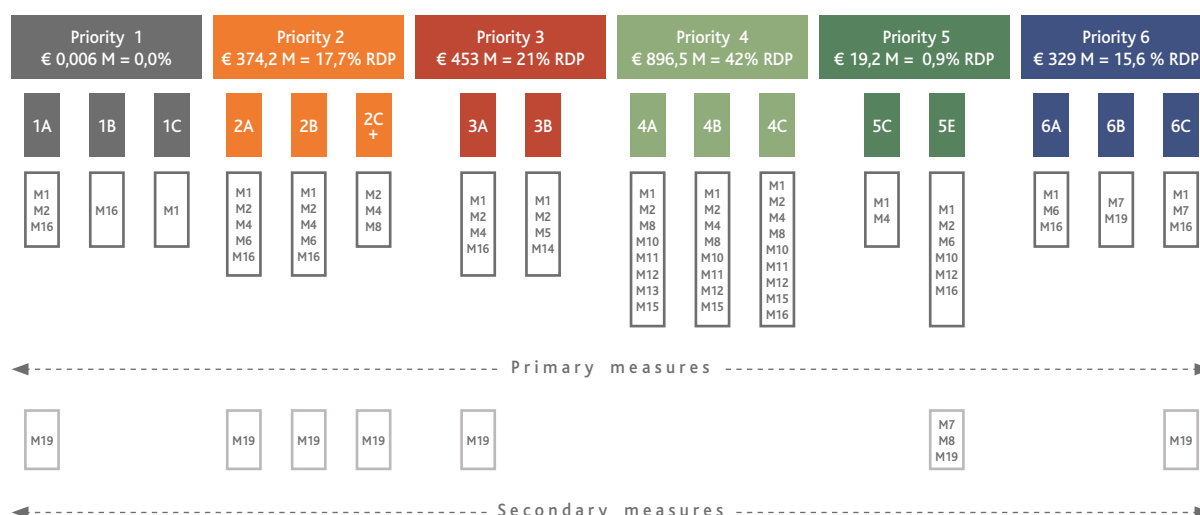 Priority 1
€ 0,006 M = 0,0%
Priority 2
€ 374,2 M = 17,7% RDP
Priority 3
€ 453 M = 21% RDP
Priority 4
€ 896,5 M = 42% RDP
Priority 5
€ 19,2 M = 0,9% RDP
Priority 6
€ 329 M = 15,6 % RDP
1A
1B
1C
2A
2B
2C
+
3A
3B
4A
4B
4C
5C
5E
6A
6B
6C
M1
M2
M16
M16
M1
M1
M2
M4
M6
M16
M1
M2
M4
M6
M16
M2
M4
M8
M1
M2
M4
M16
M1
M2
M5
M14
M1
M2
M8
M10
M11
M12
M13
M15
M1
M2
M4
M8
M10
M11
M12
M15
M1
M2
M4
M8
M10
M11
M12
M15
M16
M1
M4
M1
M2
M6
M10
M12
M16
M1
M6
M16
M7
M19
M1
M7
M16
Primary measures
M19
M19
M19
M19
M19
M7
M8
M19
M19
Secondary measures